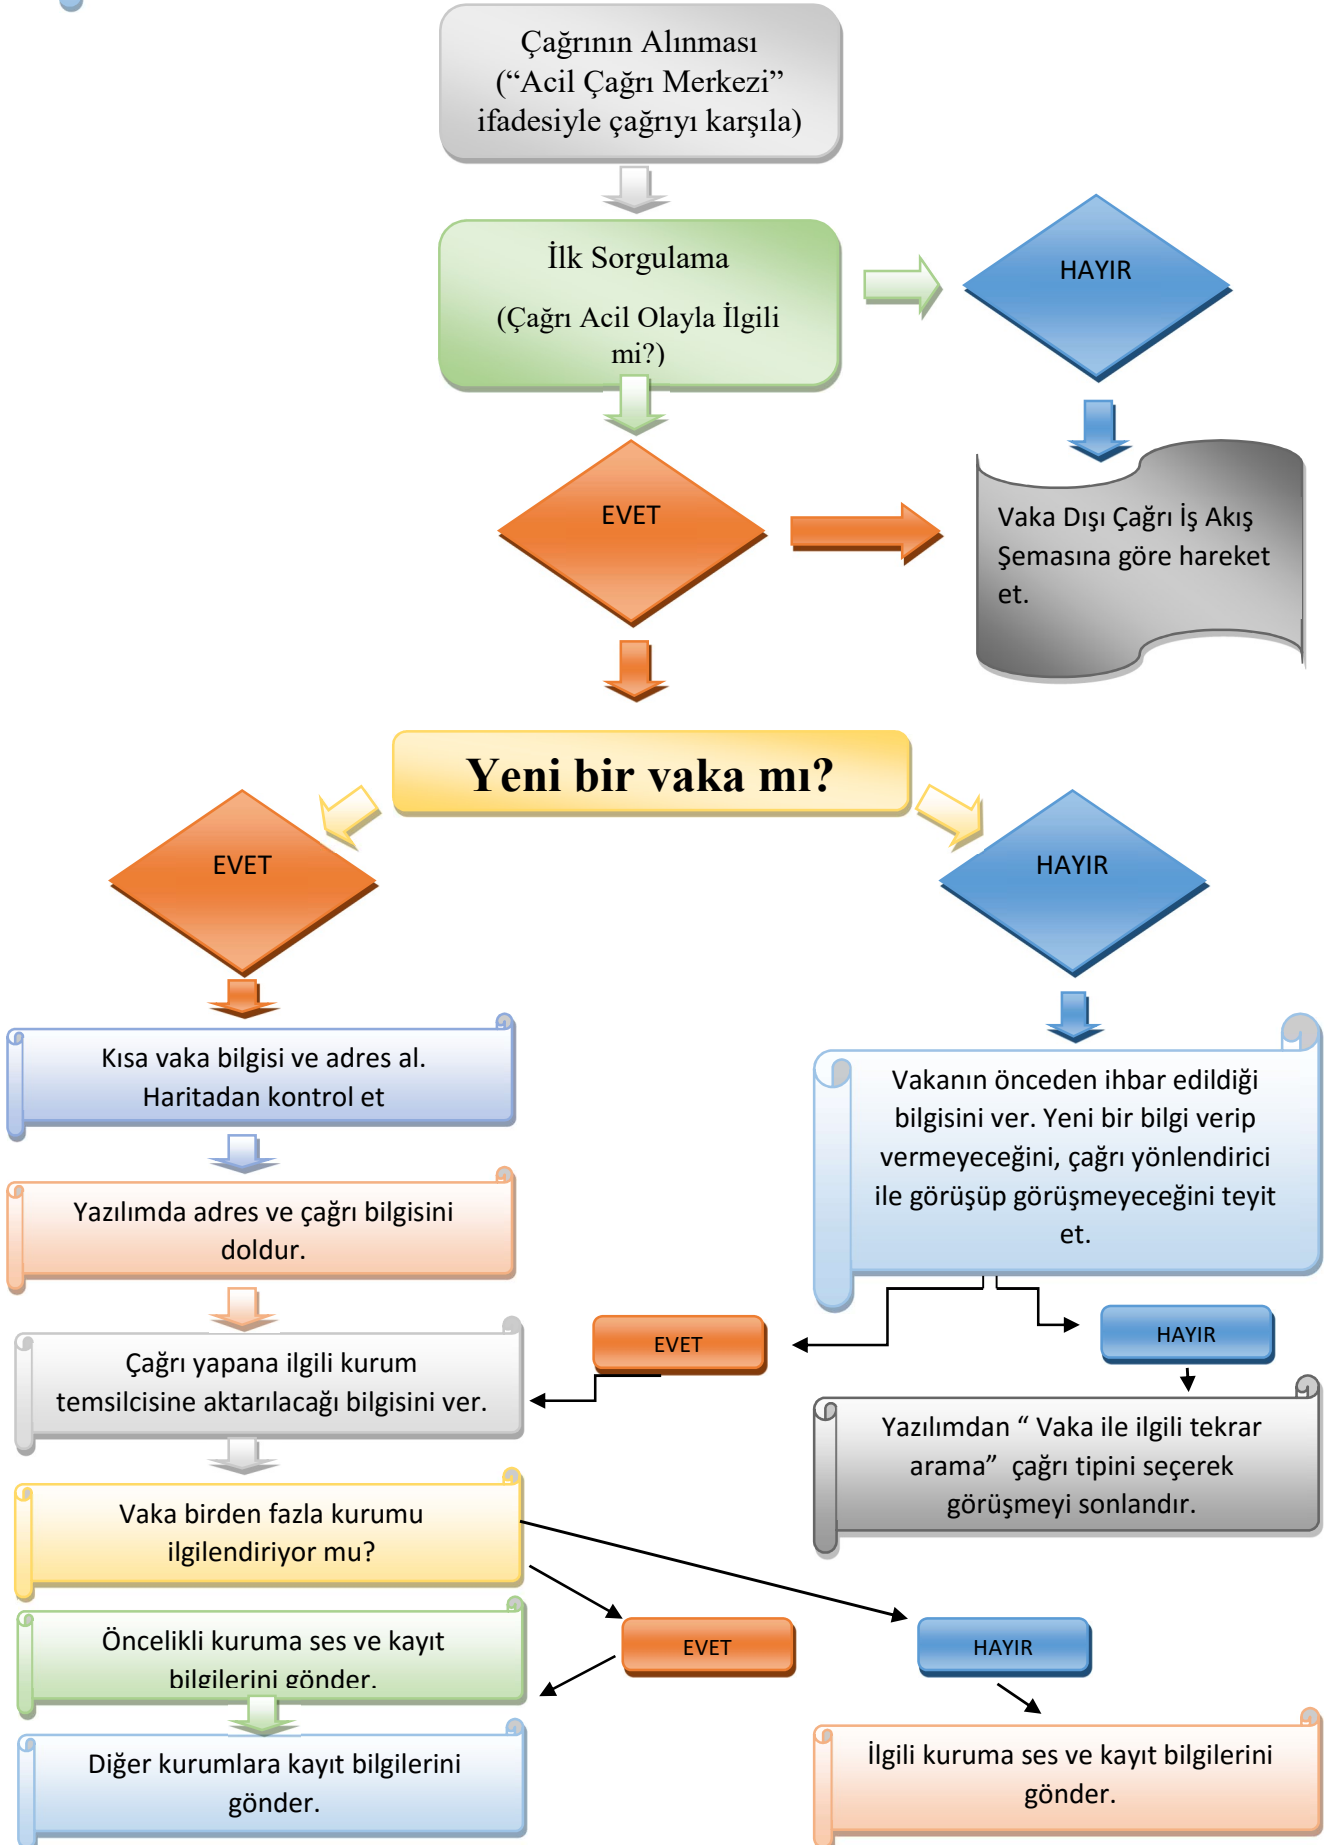 Çağrının Alınması
(“Acil Çağrı Merkezi”
ifadesiyle çağrıyı karşıla)
İlk Sorgulama
(Çağrı Acil Olayla İlgili
mi?)
HAYIR
EVET
Vaka Dışı Çağrı İş Akış
Şemasına göre hareket
et.
Yeni bir vaka mı?
EVET
HAYIR
Kısa vaka bilgisi ve adres al.
Haritadan kontrol et
Vakanın önceden ihbar edildiği
bilgisini ver. Yeni bir bilgi verip
vermeyeceğini, çağrı yönlendirici
ile görüşüp görüşmeyeceğini teyit
et.
Yazılımda adres ve çağrı bilgisini
doldur.
EVET
HAYIR
Çağrı yapana ilgili kurum
temsilcisine aktarılacağı bilgisini ver.
Yazılımdan “ Vaka ile ilgili tekrar
arama” çağrı tipini seçerek
görüşmeyi sonlandır.
Vaka birden fazla kurumu
ilgilendiriyor mu?
EVET
HAYIR
Öncelikli kuruma ses ve kayıt
bilgilerini gönder.
Diğer kurumlara kayıt bilgilerini
gönder.
İlgili kuruma ses ve kayıt bilgilerini
gönder.